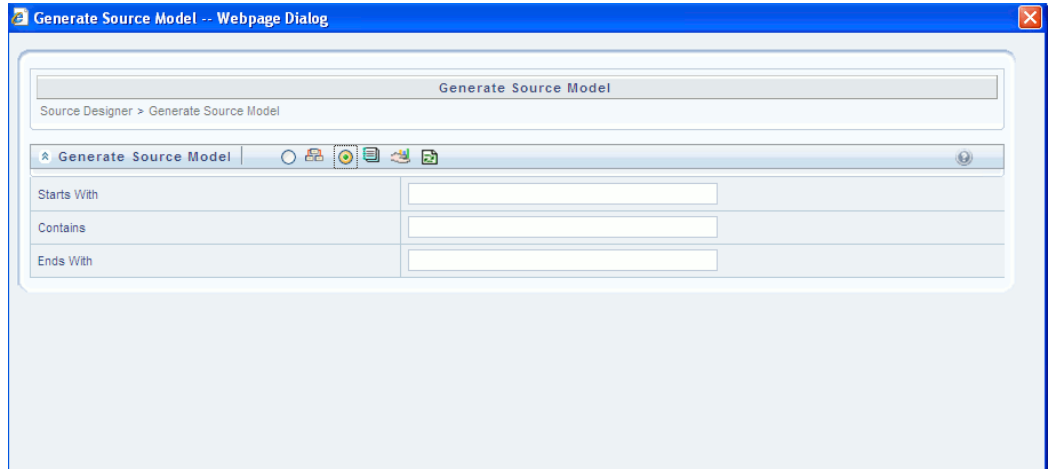 Generate Source Model -- Webpage Dialog
Generate Source Model
Source Designer > Generate Source Model
Generate Source Model
Starts With
Contains
Ends With